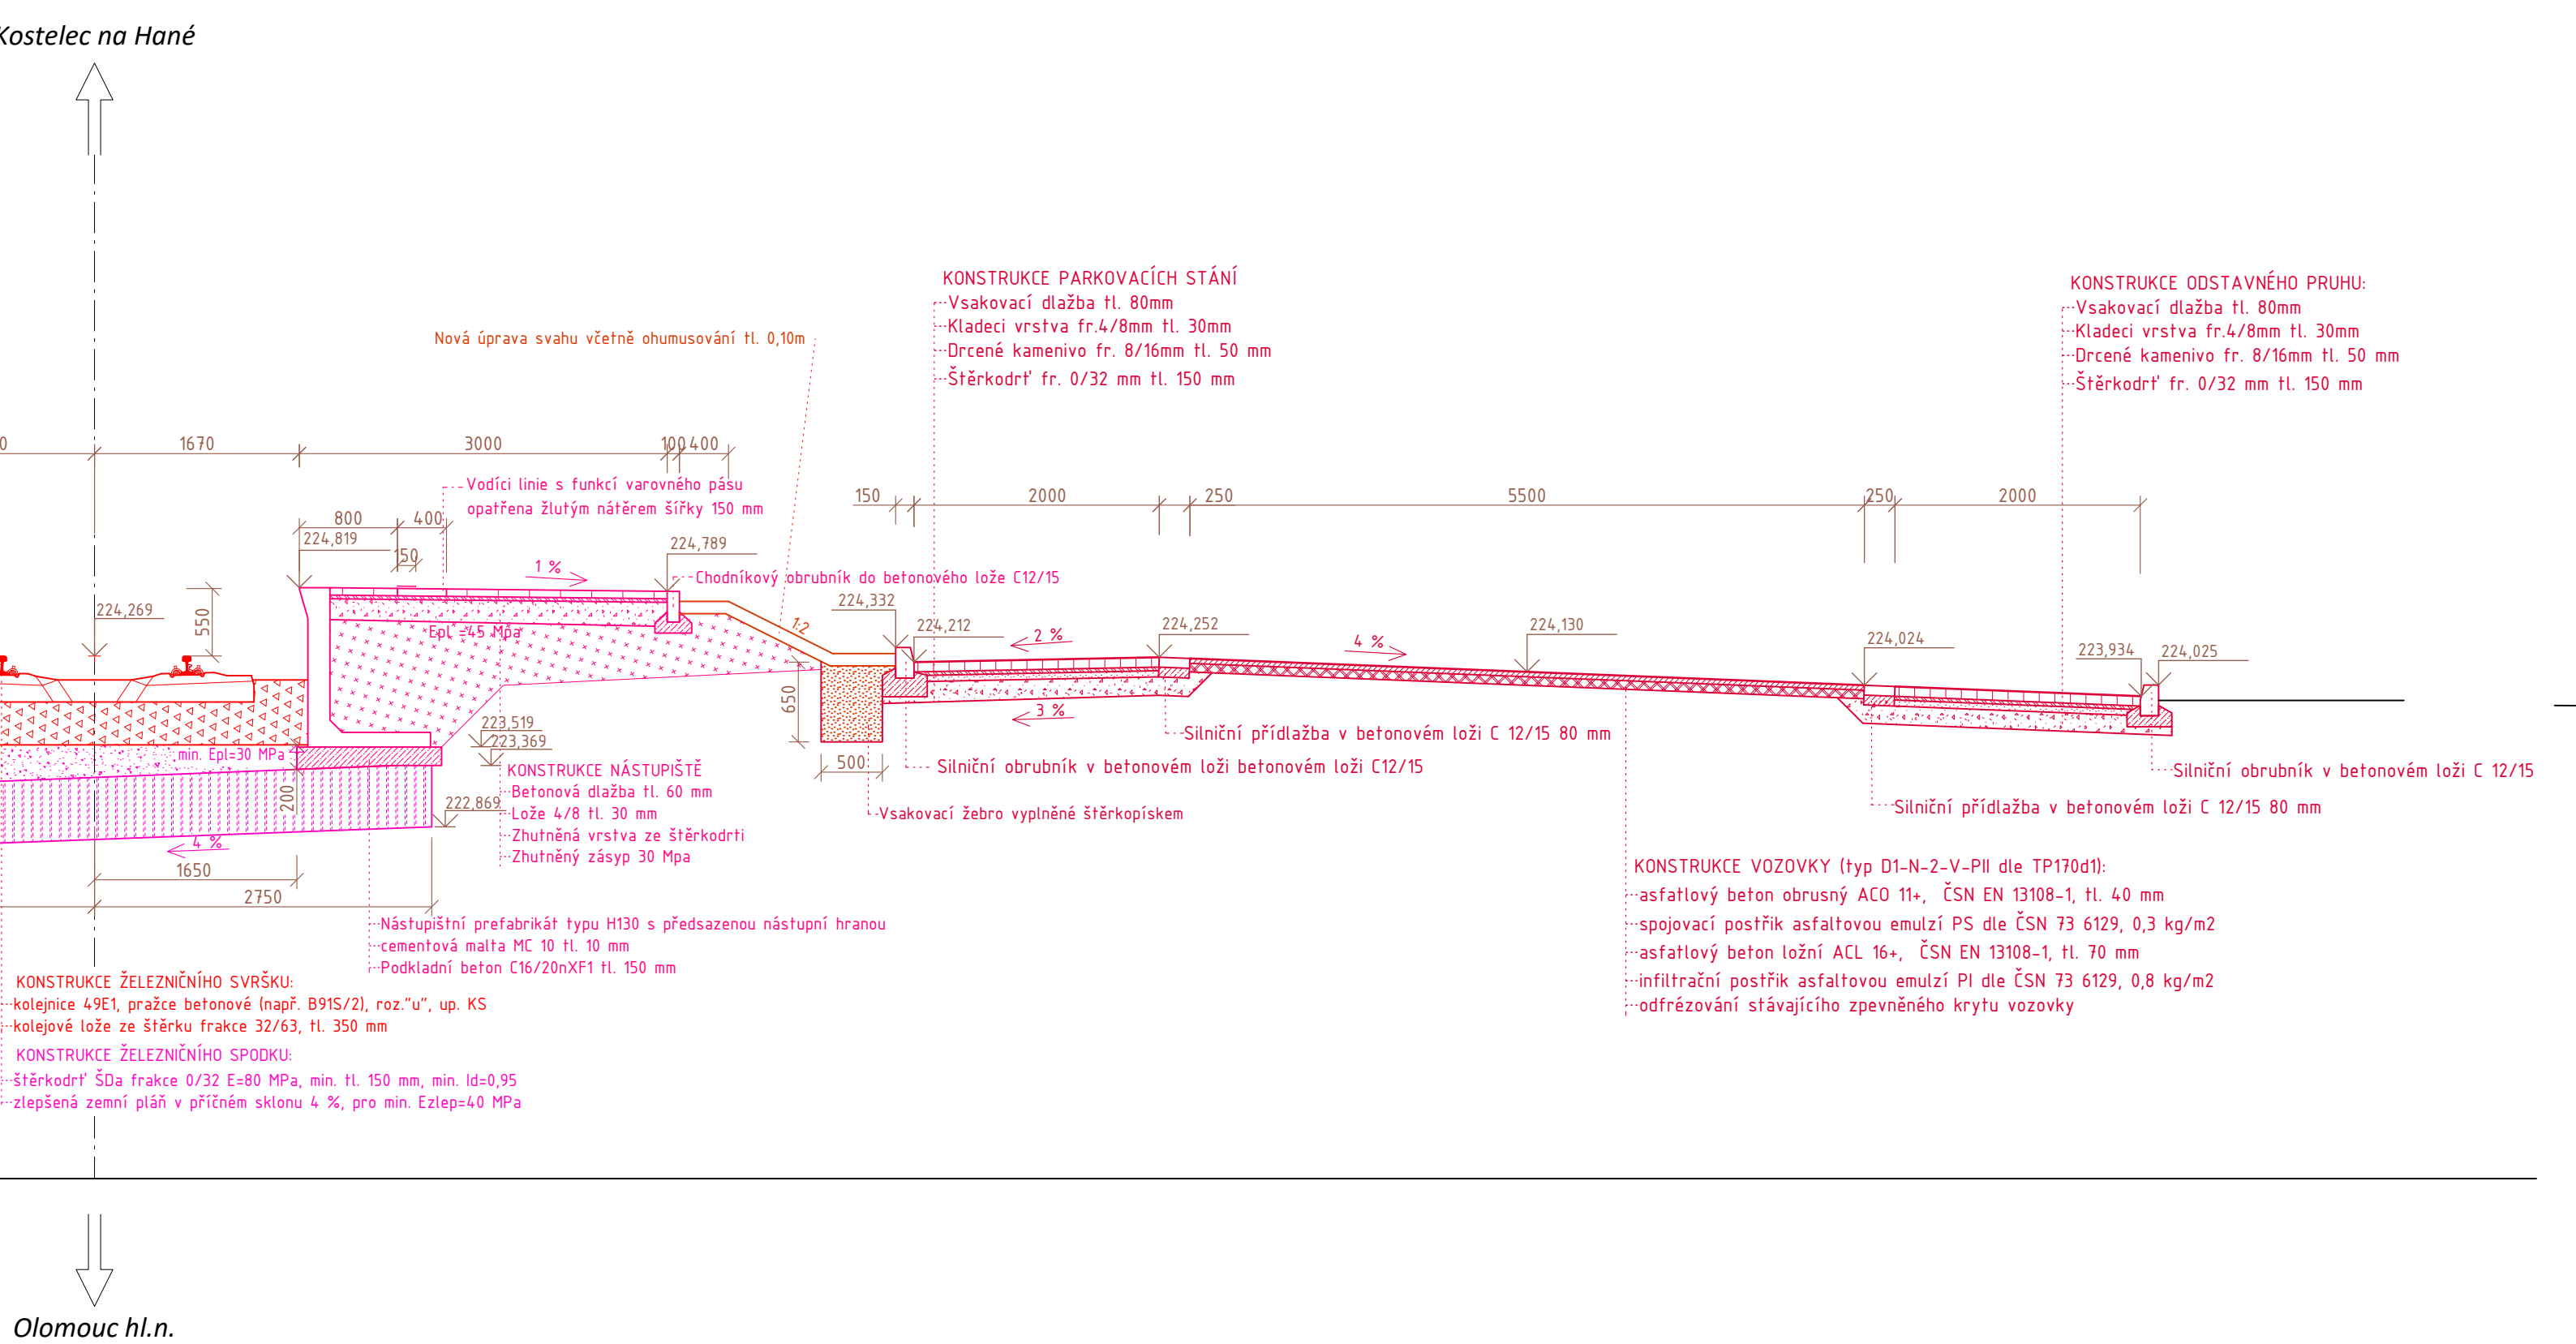 Kostelec na Hané
KONSTRUKCE PARKOVACÍCH STÁNÍ
Vsakovací dlažba tl. 80mm
Kladeci vrstva fr.4/8mm tl. 30mm
Drcené kamenivo fr. 8/16mm tl. 50 mm
Štěrkodrť fr. 0/32 mm tl. 150 mm
KONSTRUKCE ODSTAVNÉHO PRUHU:
Vsakovací dlažba tl. 80mm
Kladeci vrstva fr.4/8mm tl. 30mm
Drcené kamenivo fr. 8/16mm tl. 50 mm
Štěrkodrť fr. 0/32 mm tl. 150 mm
Nová úprava svahu včetně ohumusování tl. 0,10m
0
1670
3000
100
400
Vodíci linie s funkcí varovného pásu
opatřena žlutým nátěrem šířky 150 mm
150
2000
250
5500
250
2000
800
400
224,819
150
224,789
1 %
Chodníkový obrubník do betonového lože C12/15
224,269
550
224,332
224,212
2 %
224,252
4 %
224,130
224,024
223,934
224,025
Epl =45 Mpa
1:2
650
3 %
223,519
223,369
min. Epl=30 MPa
Silniční přídlažba v betonovém loži C 12/15 80 mm
500
Silniční obrubník v betonovém loži betonovém loži C12/15
Silniční obrubník v betonovém loži C 12/15
Silniční přídlažba v betonovém loži C 12/15 80 mm
Vsakovací žebro vyplněné štěrkopískem
KONSTRUKCE NÁSTUPIŠTĚ
Betonová dlažba tl. 60 mm
Lože 4/8 tl. 30 mm
Zhutněná vrstva ze štěrkodrti
Zhutněný zásyp 30 Mpa
200
222,869
4 %
1650
2750
KONSTRUKCE VOZOVKY (typ D1-N-2-V-PII dle TP170d1):
asfatlový beton obrusný ACO 11+, ČSN EN 13108-1, tl. 40 mm
spojovací postřik asfaltovou emulzí PS dle ČSN 73 6129, 0,3 kg/m2
asfatlový beton ložní ACL 16+, ČSN EN 13108-1, tl. 70 mm
infiltrační postřik asfaltovou emulzí PI dle ČSN 73 6129, 0,8 kg/m2
odfrézování stávajícího zpevněného krytu vozovky
Nástupištní prefabrikát typu H130 s předsazenou nástupní hranou
cementová malta MC 10 tl. 10 mm
Podkladní beton C16/20nXF1 tl. 150 mm
KONSTRUKCE ŽELEZNIČNÍHO SVRŠKU:
kolejnice 49E1, pražce betonové (např. B91S/2), roz."u", up. KS
kolejové lože ze štěrku frakce 32/63, tl. 350 mm
KONSTRUKCE ŽELEZNIČNÍHO SPODKU:
štěrkodrť ŠDa frakce 0/32 E=80 MPa, min. tl. 150 mm, min. Id=0,95
zlepšená zemní pláň v příčném sklonu 4 %, pro min. Ezlep=40 MPa
Olomouc hl.n.